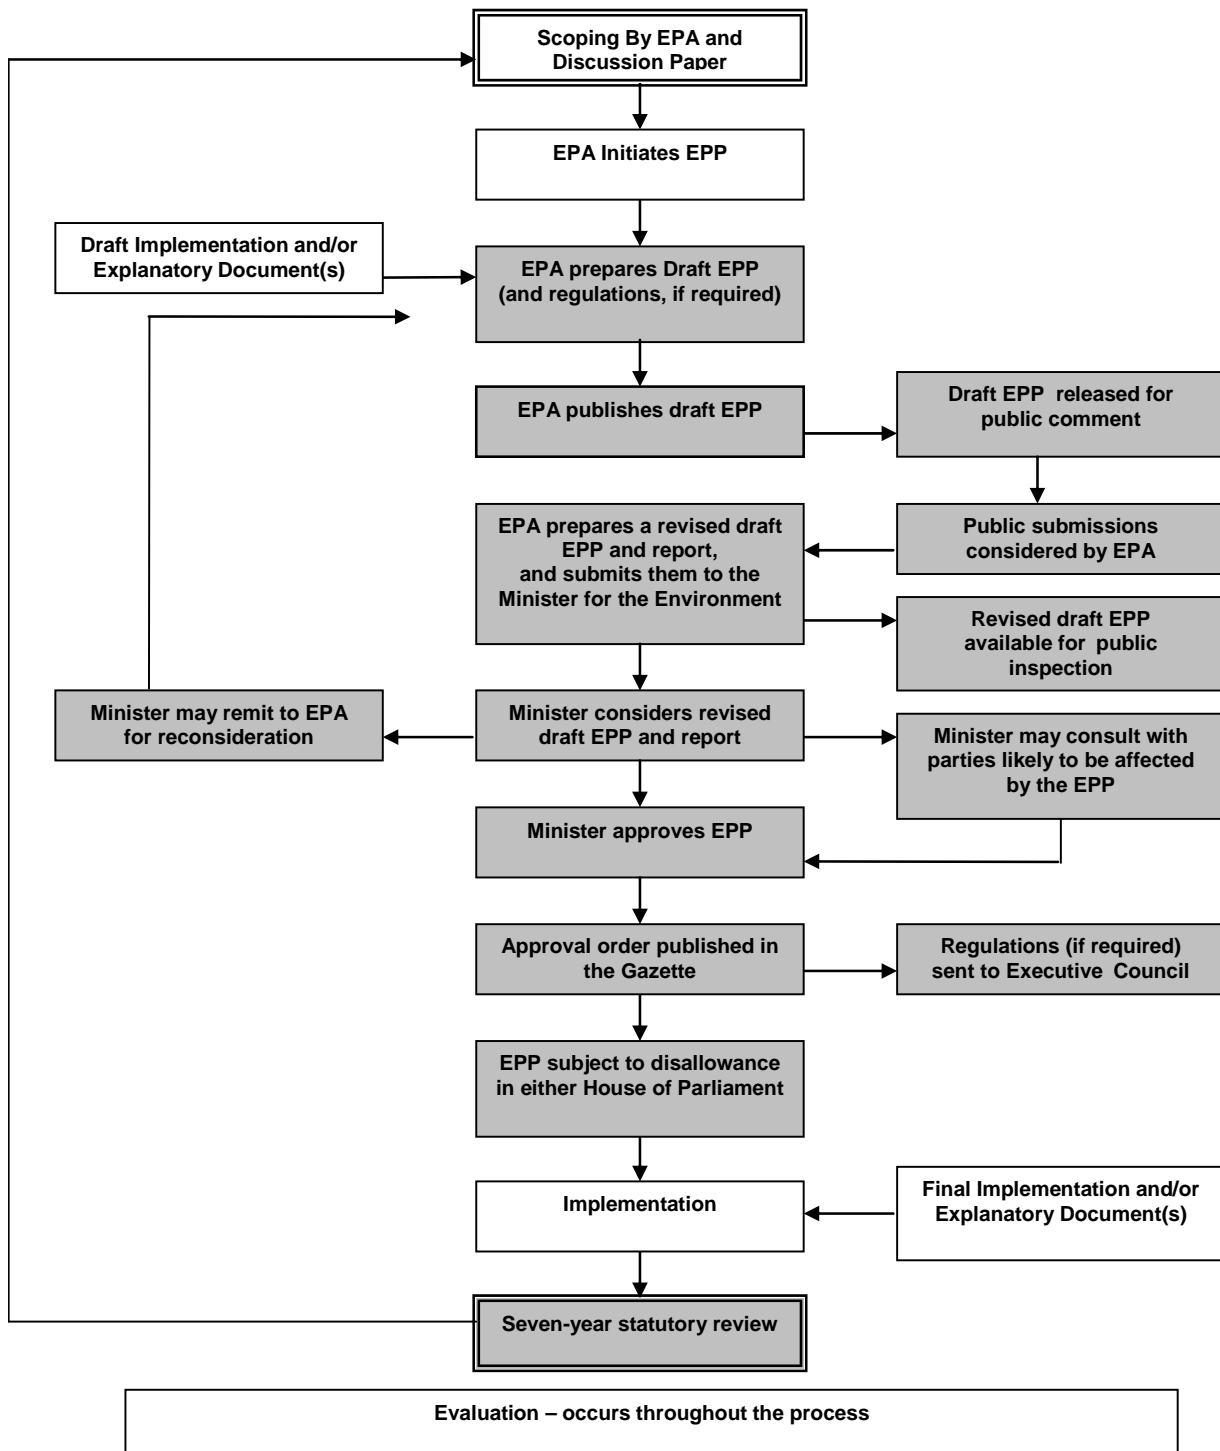 Scoping By EPA and
Discussion Paper
EPA Initiates EPP
Draft Implementation and/or
Explanatory Document(s)
EPA prepares Draft EPP
(and regulations, if required)
EPA publishes draft EPP
Draft EPP released for
public comment
Public submissions
considered by EPA
EPA prepares a revised draft
EPP and report,
and submits them to the
Minister for the Environment
Revised draft EPP
available for public
inspection
Minister may remit to EPA
for reconsideration
Minister considers revised
draft EPP and report
Minister may consult with
parties likely to be affected
by the EPP
Minister approves EPP
Approval order published in
the Gazette
Regulations (if required)
sent to Executive Council
EPP subject to disallowance
in either House of Parliament
Implementation
Final Implementation and/or
Explanatory Document(s)
Seven-year statutory review
Evaluation – occurs throughout the process